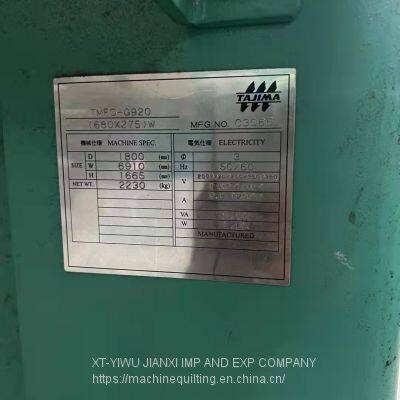 TAJIMA
TMFD-G920
(680X275)W
MFG.NO.
機械仕様 MACHINE SPEC.
電気仕様 ELECTRICITY
SIZE
D 1800 (mm)
W 6910 (mm)
H 1665 (mm)
NET WT. 2230 (kg)
Φ 3
Hz 50/60
V
A
VA
W
MANUFACTURED
XT-YIWU JIANXI IMP AND EXP COMPANY
https://machinequilting.en.china.cn/